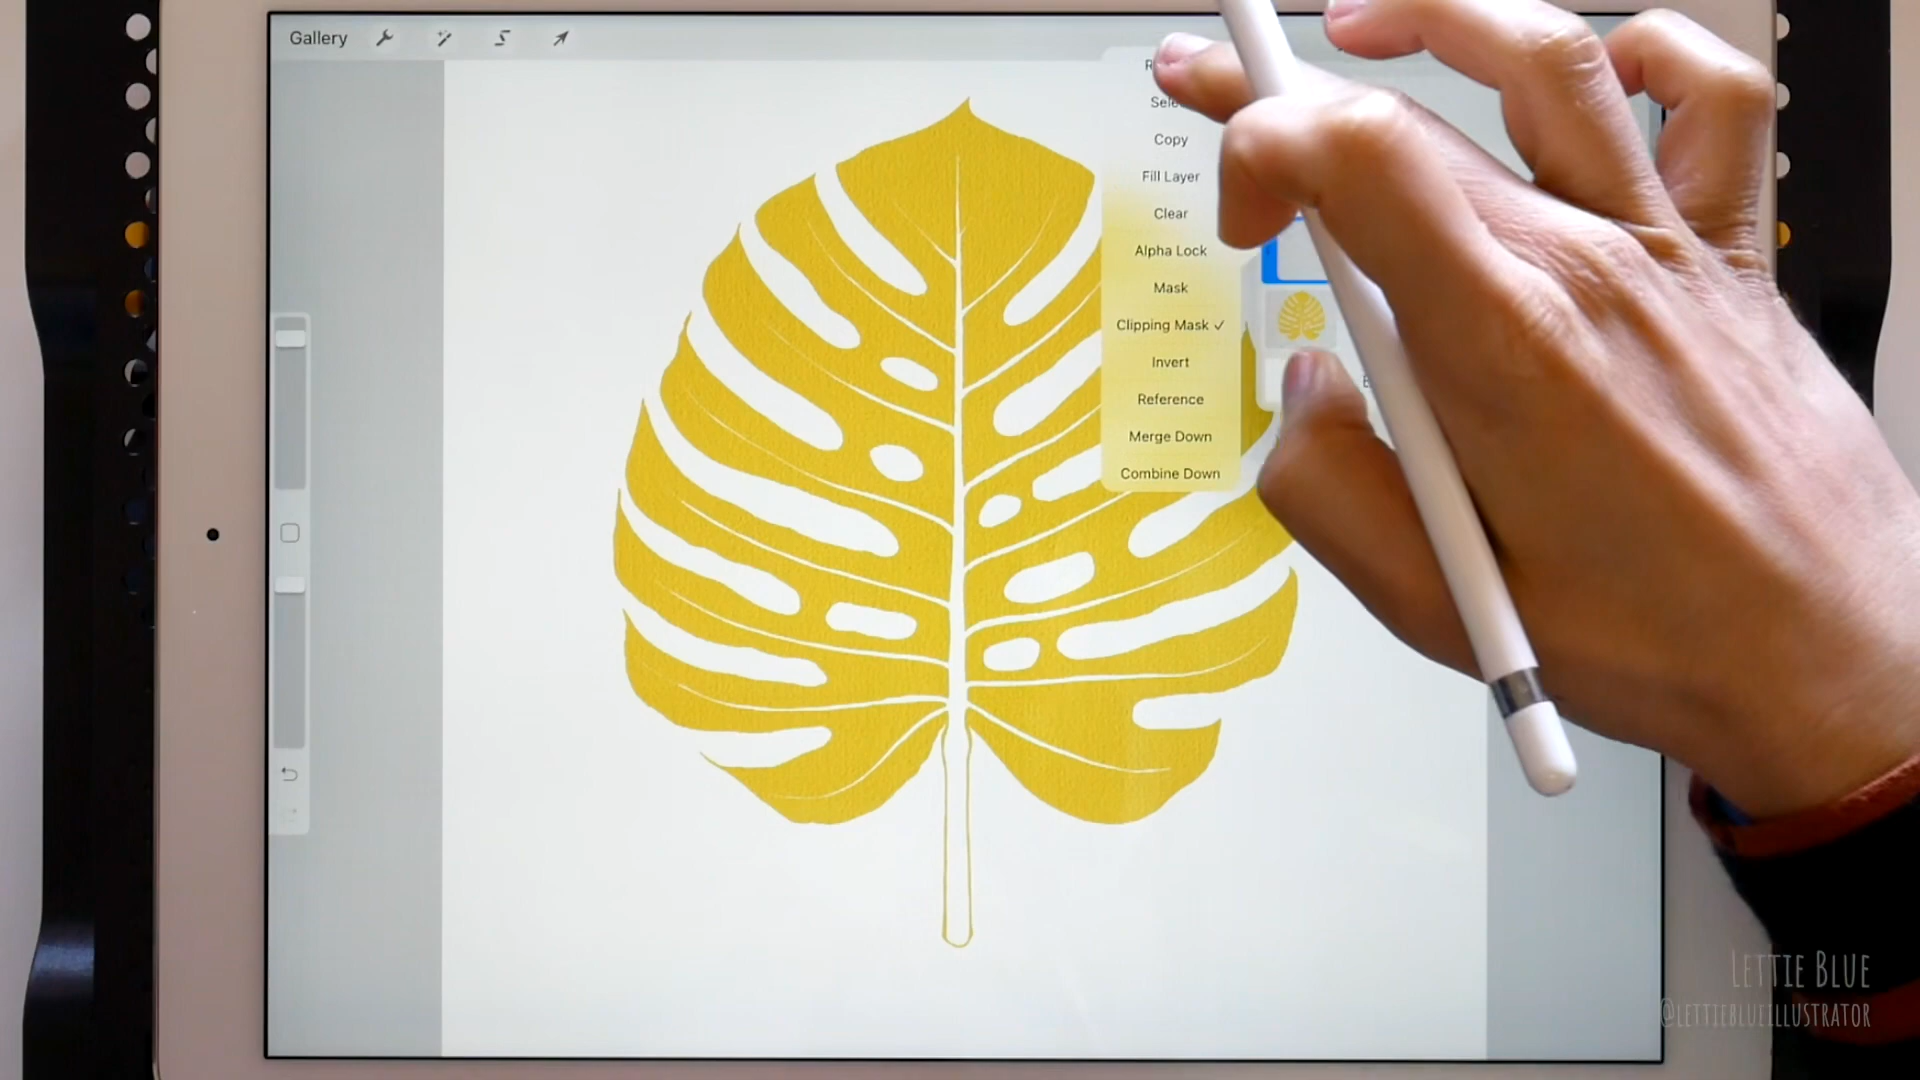 Gallery
Copy
Fill Layer
Clear
Alpha Lock
Mask
Clipping Mask ✓
Invert
Reference
Merge Down
Combine Down
LETTIE BLUE
@LETTIEBLUEILLUSTRATOR